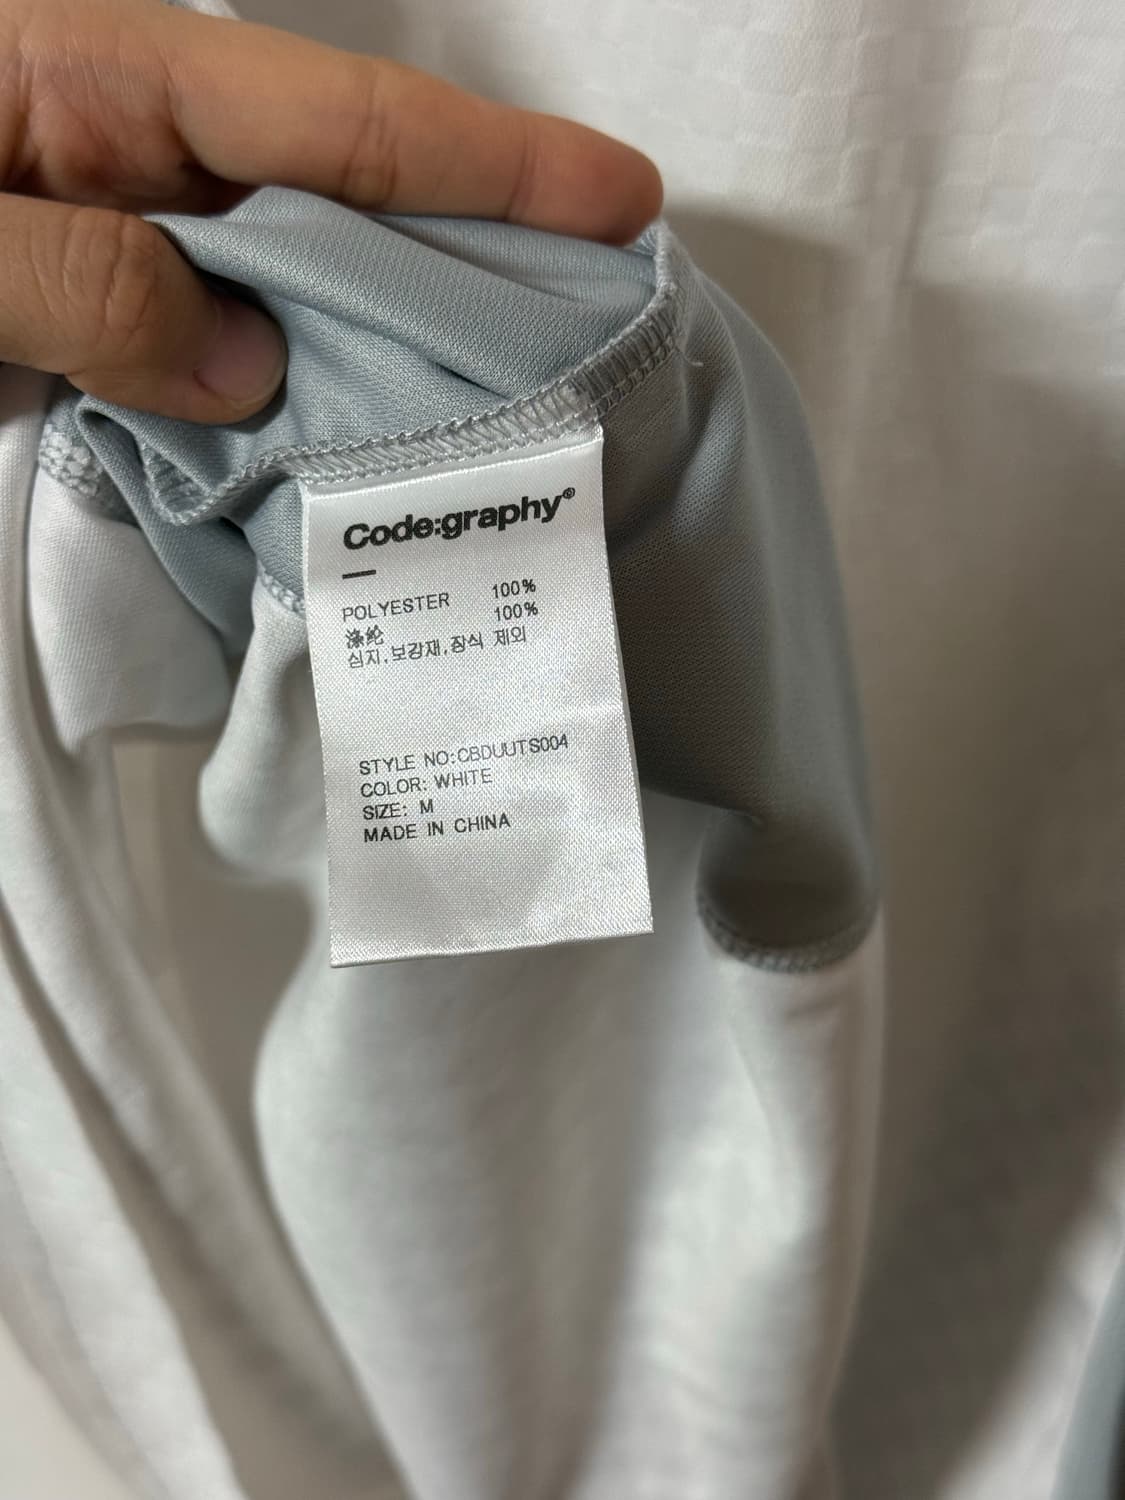 Code:graphy®
POLYESTER 100%
涤纶 100%
심지,보강재,장식 제외
STYLE NO:CBDUUTS004
COLOR: WHITE
SIZE: M
MADE IN CHINA